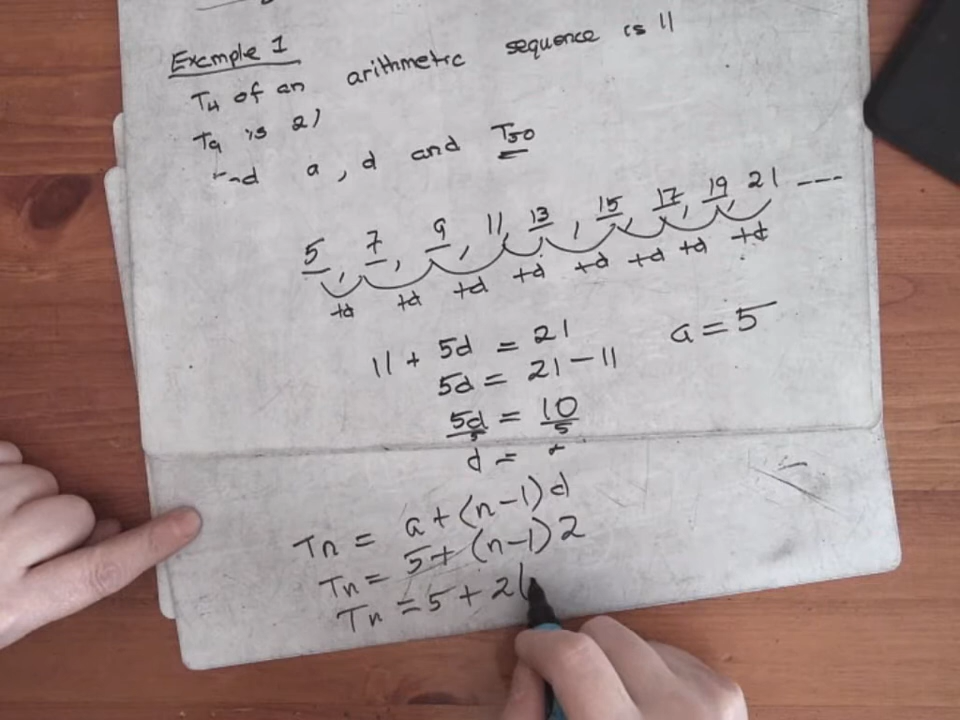 Example 1
T4 of an arithmetic sequence is 11
T9 is 21
a, d and T50
5, 7, 9, 11, 13, 15, 17, 19, 21 ---
+d +d +d +d +d +d +d +d
11 + 5d = 21
a = 5
5d = 21 - 11
5d/5 = 10/5
d =
Tn = a + (n-1)d
Tn = 5 + (n-1)2
Tn = 5 + 2(